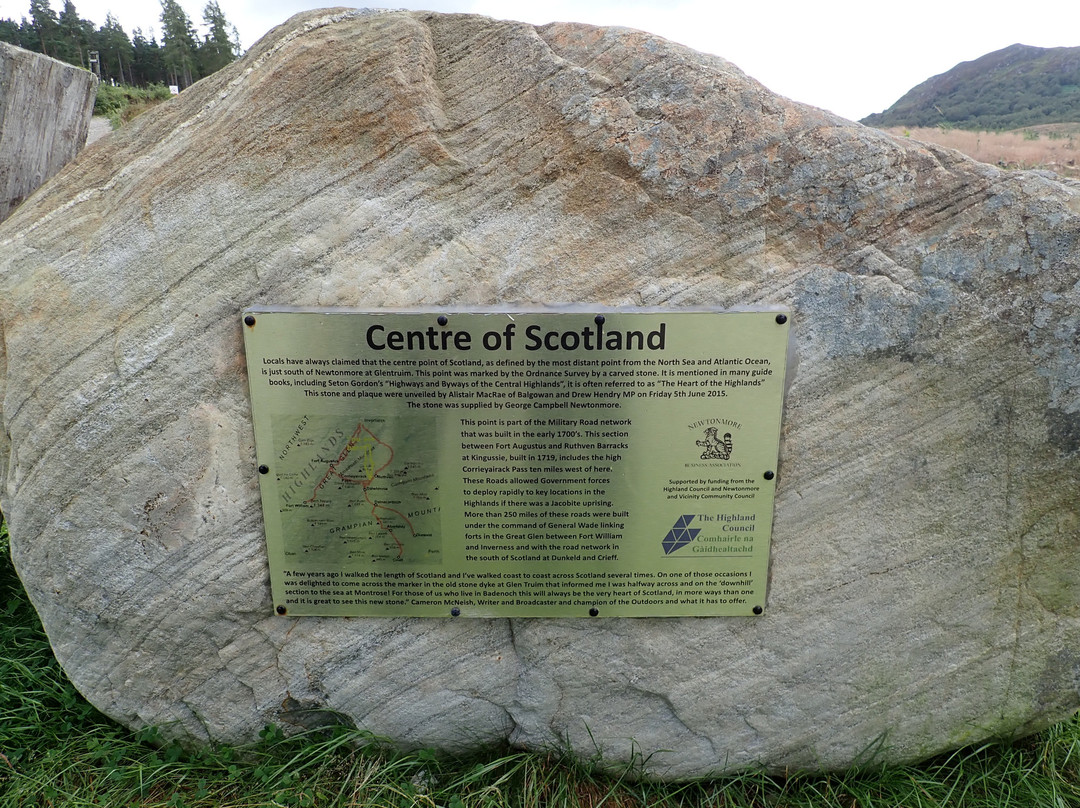 Centre of Scotland
Locals have always claimed that the centre point of Scotland, as defined by the most distant point from the North Sea and Atlantic Ocean,
is just south of Newtonmore at Glentruim. This point was marked by the Ordnance Survey by a carved stone. It is mentioned in many guide
books, including Seton Gordon's "Highways and Byways of the Central Highlands", it is often referred to as "The Heart of the Highlands"
This stone and plaque were unveiled by Alistair MacRae of Balgowan and Drew Hendry MP on Friday 5th June 2015.
The stone was supplied by George Campbell Newtonmore.
NORTHWEST
HIGHLANDS
GREAT GLEN
GRAMPIAN MOUNTA
This point is part of the Military Road network
that was built in the early 1700's. This section
between Fort Augustus and Ruthven Barracks
at Kingussie, built in 1719, includes the high
Corrieyairack Pass ten miles west of here.
These Roads allowed Government forces
to deploy rapidly to key locations in the
Highlands if there was a Jacobite uprising.
More than 250 miles of these roads were built
under the command of General Wade linking
forts in the Great Glen between Fort William
and Inverness and with the road network in
the south of Scotland at Dunkeld and Crieff.
NEWTONMORE
BUSINESS ASSOCIATION
Supported by funding from the
Highland Council and Newtonmore
and Vicinity Community Council
The Highland
Council
Comhairle na
Gàidhealtachd
"A few years ago I walked the length of Scotland and I've walked coast to coast across Scotland several times. On one of those occasions I
was delighted to come across the marker in the old stone dyke at Glen Truim that informed me I was halfway across and on the 'downhill'
section to the sea at Montrose! For those of us who live in Badenoch this will always be the very heart of Scotland, in more ways than one
and it is great to see this new stone." Cameron McNeish, Writer and Broadcaster and champion of the Outdoors and what it has to offer.